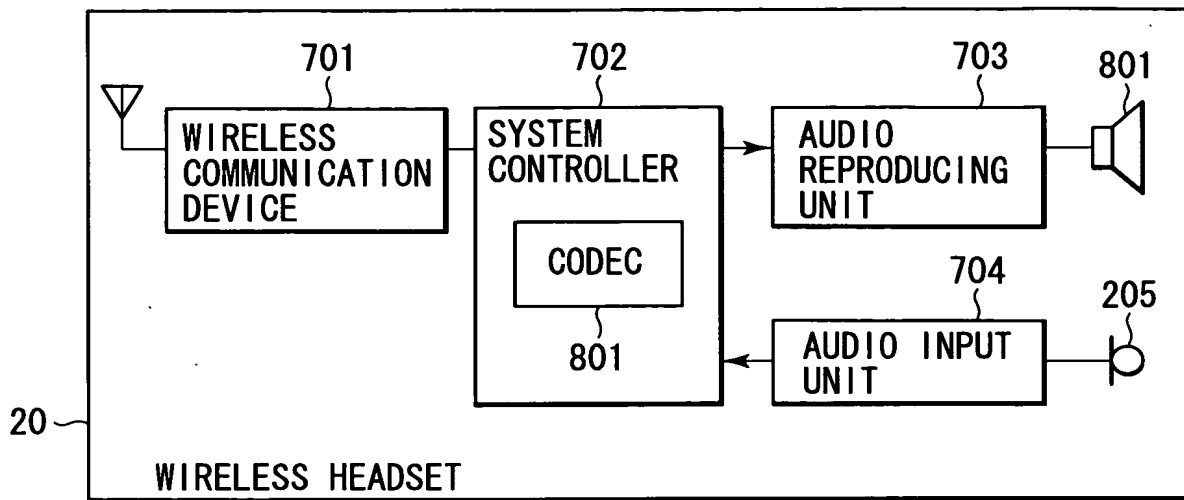 701
702
703
801
WIRELESS
COMMUNICATION
DEVICE
SYSTEM
CONTROLLER
AUDIO
REPRODUCING
UNIT
CODEC
801
704
205
AUDIO INPUT
UNIT
20
WIRELESS HEADSET